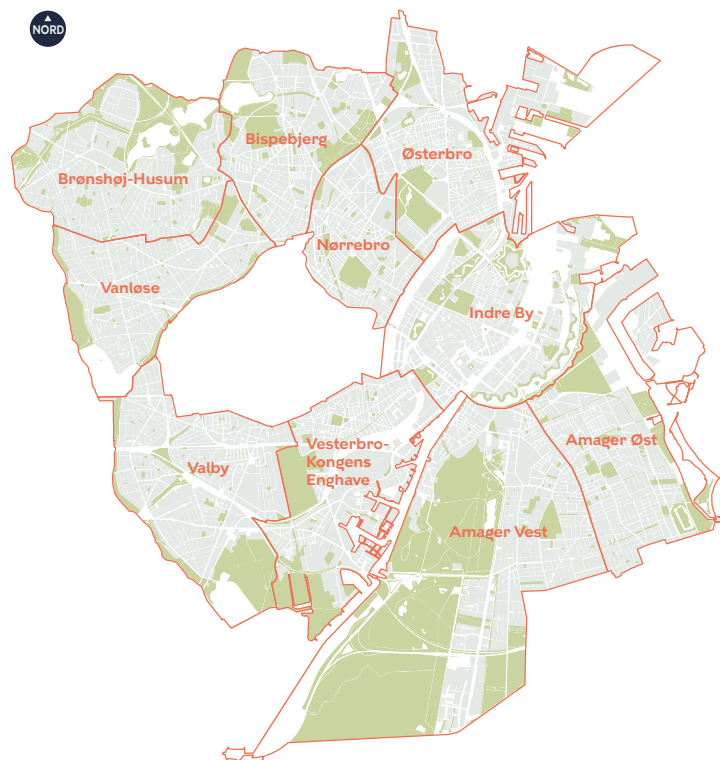 NORD
Bispebjerg
Østerbro
Brønshøj-Husum
Nørrebro
Vanløse
Indre By
Amager Øst
Vesterbro-
Kongens
Enghave
Valby
Amager Vest